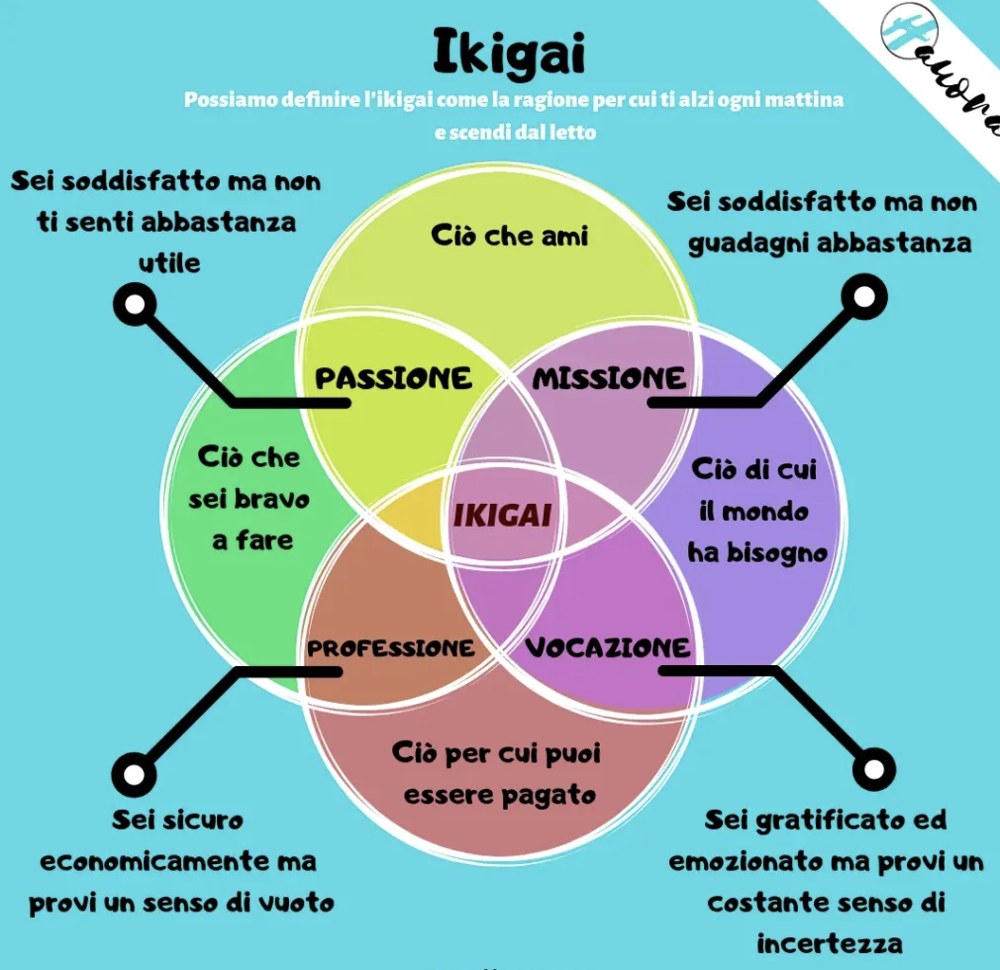 Ikigai
Possiamo definire l'ikigai come la ragione per cui ti alzi ogni mattina
e scendi dal letto
Hauora
Sei soddisfatto ma non
ti senti abbastanza
utile
Sei soddisfatto ma non
guadagni abbastanza
Ciò che ami
PASSIONE
MISSIONE
Ciò che
sei bravo
a fare
Ciò di cui
il mondo
ha bisogno
IKIGAI
PROFESSIONE
VOCAZIONE
Ciò per cui puoi
essere pagato
Sei sicuro
economicamente ma
provi un senso di vuoto
Sei gratificato ed
emozionato ma provi un
costante senso di
incertezza